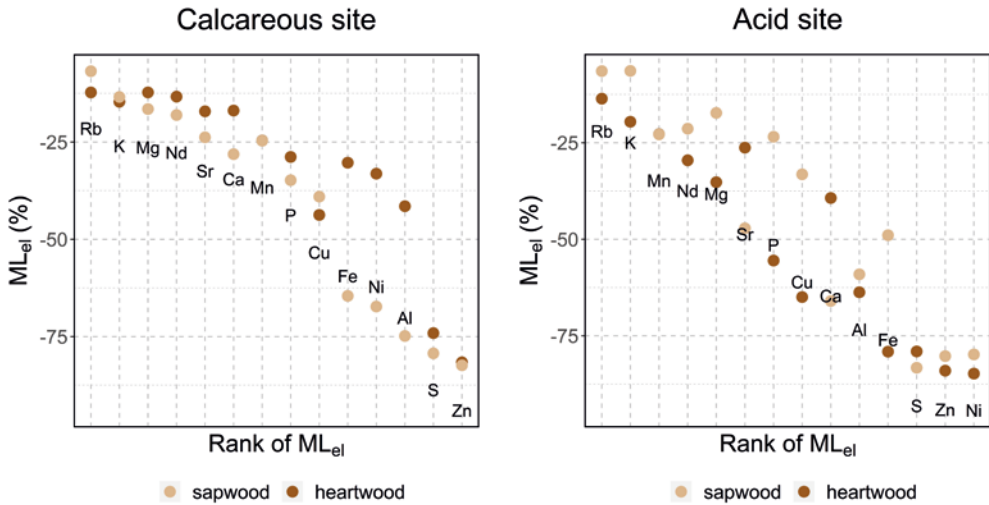 Calcareous site
ML_el (%)
-25
-50
-75
Rb
K
Mg
Nd
Sr
Ca
Mn
P
Cu
Fe
Ni
Al
S
Zn
Rank of ML_el
sapwood heartwood
Acid site
ML_el (%)
-25
-50
-75
Rb
K
Mn
Nd
Mg
Sr
P
Cu
Ca
Al
Fe
S
Zn
Ni
Rank of ML_el
sapwood heartwood